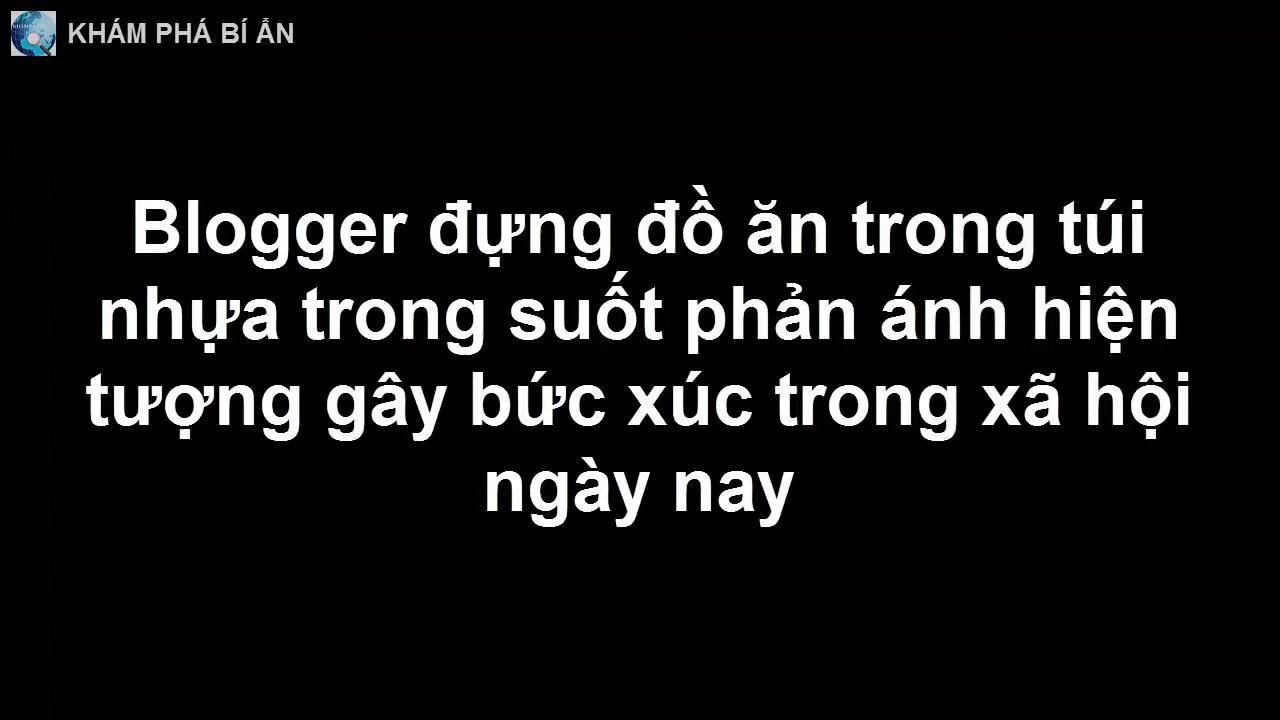 KHÁM PHÁ BÍ ẨN
Blogger đựng đồ ăn trong túi
nhựa trong suốt phản ánh hiện
tượng gây bức xúc trong xã hội
ngày nay